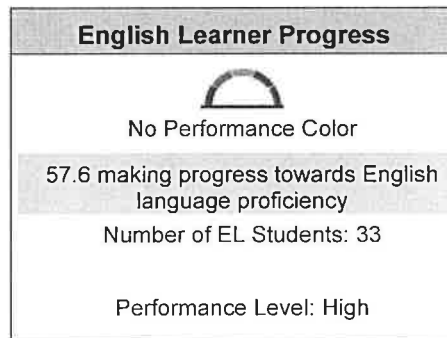 English Learner Progress
No Performance Color
57.6 making progress towards English
language proficiency
Number of EL Students: 33
Performance Level: High